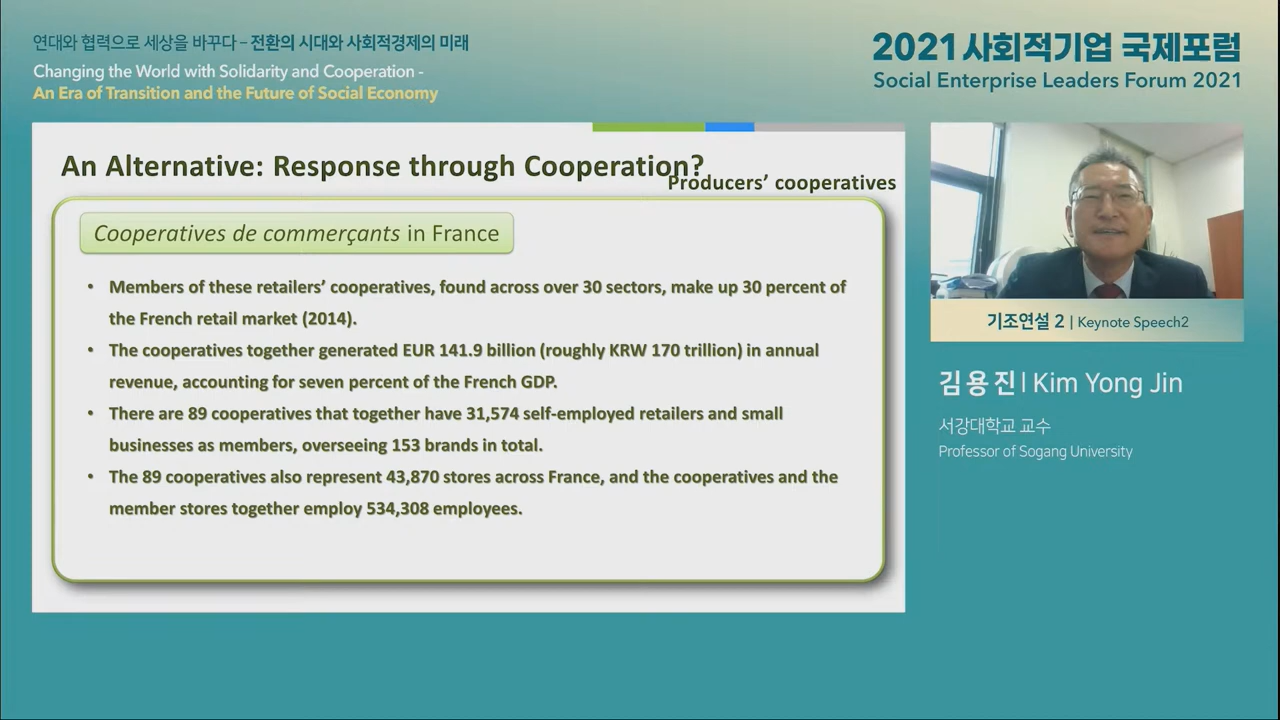 연대와 협력으로 세상을 바꾸다 – 전환의 시대와 사회적경제의 미래
Changing the World with Solidarity and Cooperation -
An Era of Transition and the Future of Social Economy
2021 사회적기업 국제포럼
Social Enterprise Leaders Forum 2021
An Alternative: Response through Cooperation?
Producers’ cooperatives
Cooperatives de commerçants in France
• Members of these retailers’ cooperatives, found across over 30 sectors, make up 30 percent of
the French retail market (2014).
• The cooperatives together generated EUR 141.9 billion (roughly KRW 170 trillion) in annual
revenue, accounting for seven percent of the French GDP.
• There are 89 cooperatives that together have 31,574 self-employed retailers and small
businesses as members, overseeing 153 brands in total.
• The 89 cooperatives also represent 43,870 stores across France, and the cooperatives and the
member stores together employ 534,308 employees.
기조연설 2 | Keynote Speech2
김용진 | Kim Yong Jin
서강대학교 교수
Professor of Sogang University